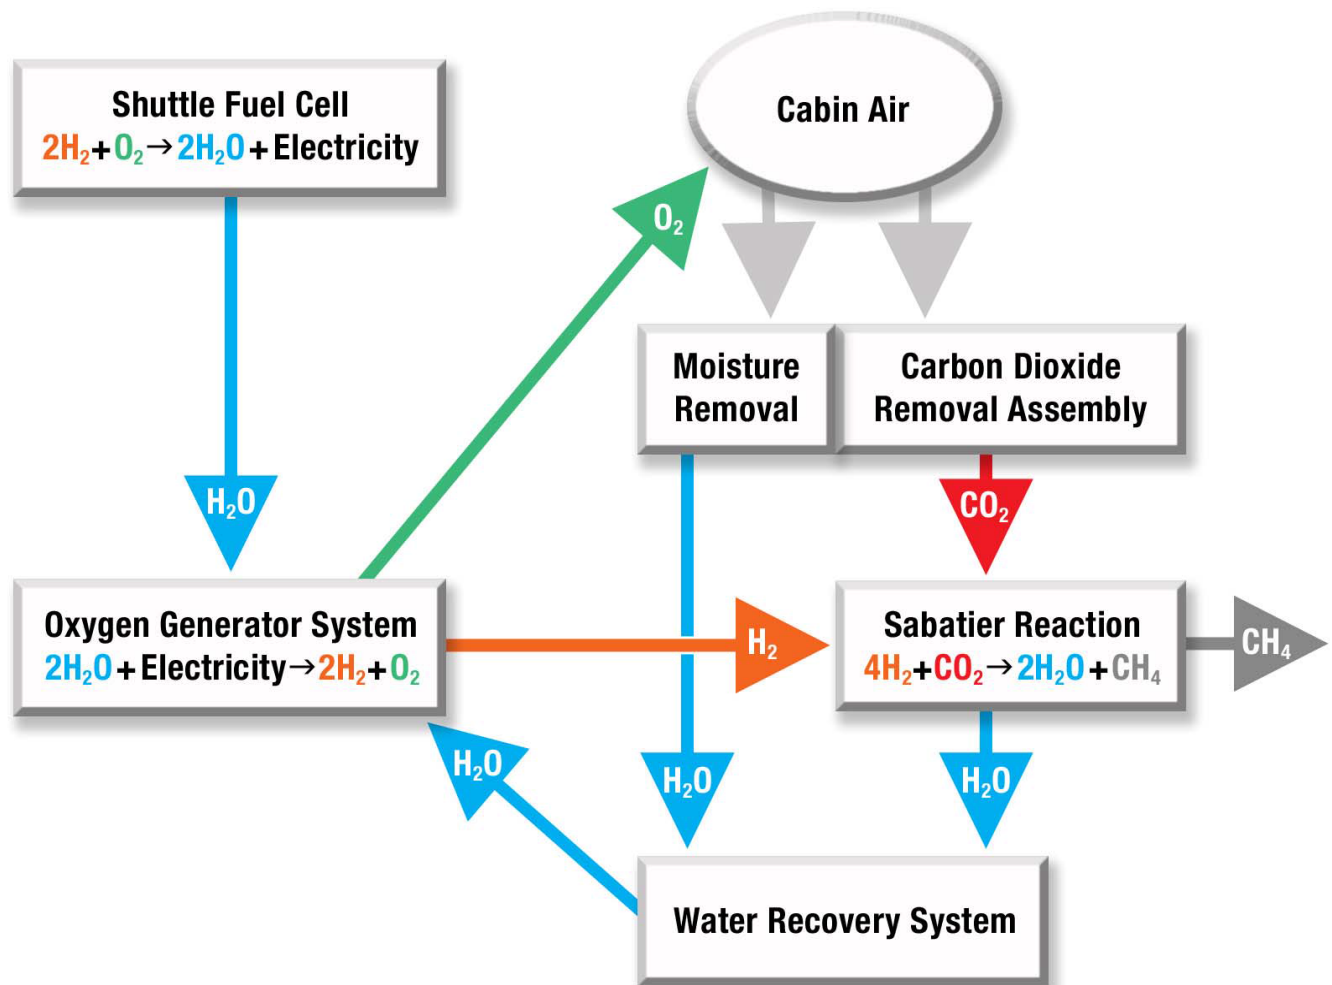 Shuttle Fuel Cell
2H₂+O₂→2H₂O+Electricity
Cabin Air
O₂
Moisture
Removal
Carbon Dioxide
Removal Assembly
H₂O
CO₂
Oxygen Generator System
2H₂O+Electricity→2H₂+O₂
H₂
Sabatier Reaction
4H₂+CO₂→2H₂O+CH₄
CH₄
H₂O
H₂O
H₂O
Water Recovery System